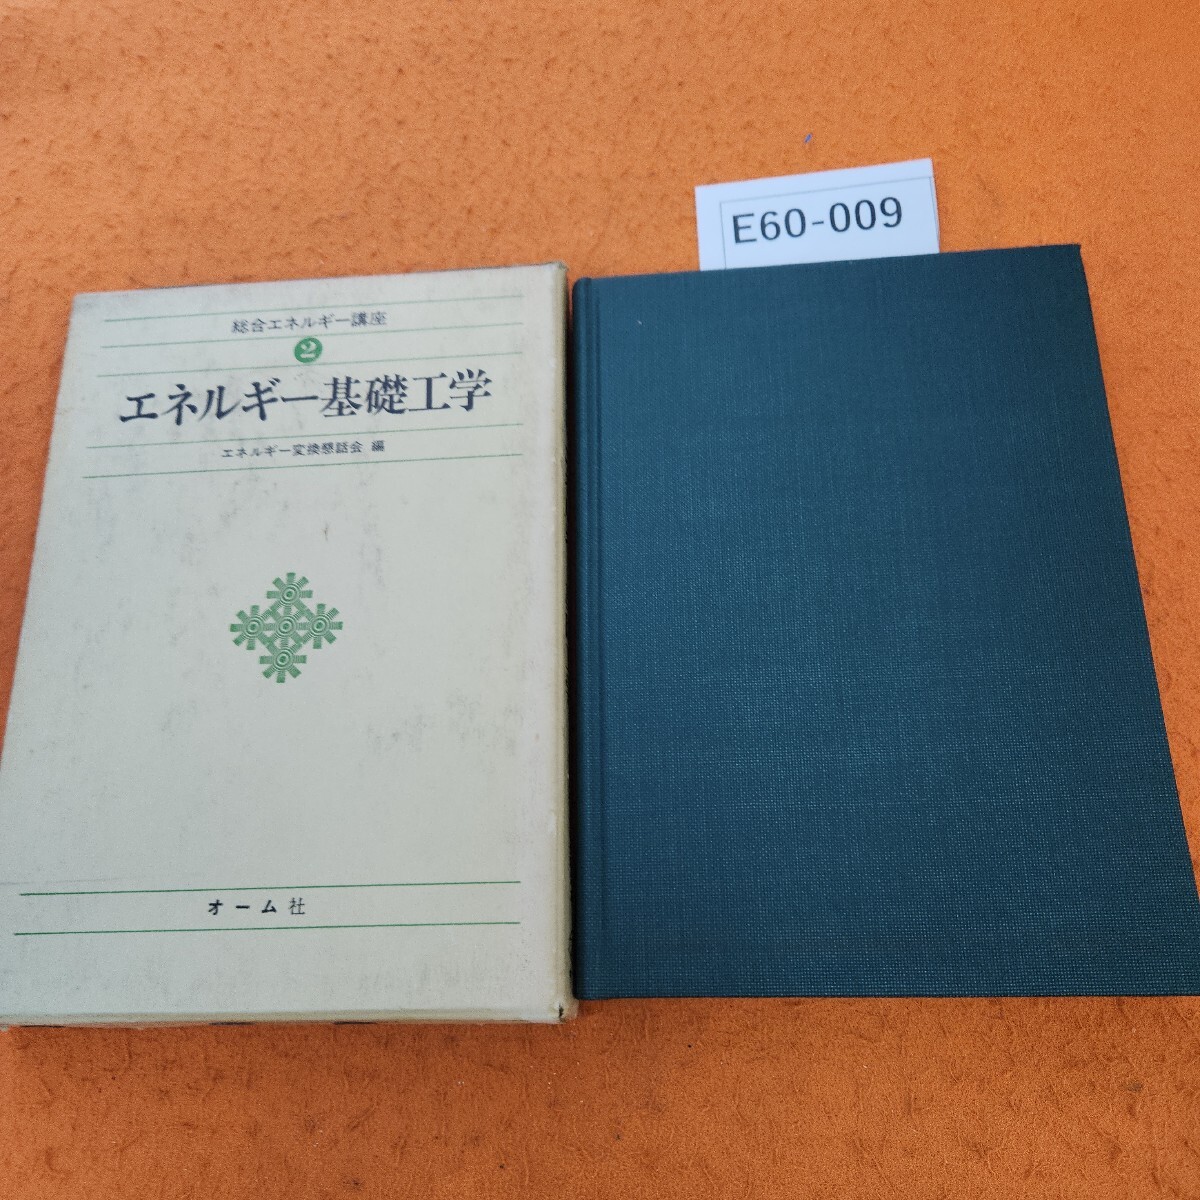 E60-009
総合エネルギー講座
2
エネルギー基礎工学
エネルギー変換懇話会 編
オーム社